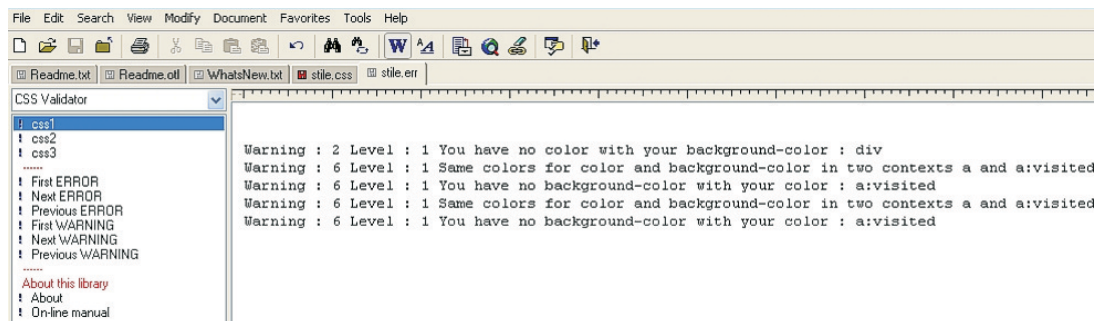 File Edit Search View Modify Document Favorites Tools Help
W A
Readme.txt Readme.otl WhatsNew.txt stile.css stile.err
CSS Validator
css1
css2
css3
------
First ERROR
Next ERROR
Previous ERROR
First WARNING
Next WARNING
Previous WARNING
------
About this library
About
On-line manual
Warning : 2 Level : 1 You have no color with your background-color : div
Warning : 6 Level : 1 Same colors for color and background-color in two contexts a and a:visited
Warning : 6 Level : 1 You have no background-color with your color : a:visited
Warning : 6 Level : 1 Same colors for color and background-color in two contexts a and a:visited
Warning : 6 Level : 1 You have no background-color with your color : a:visited